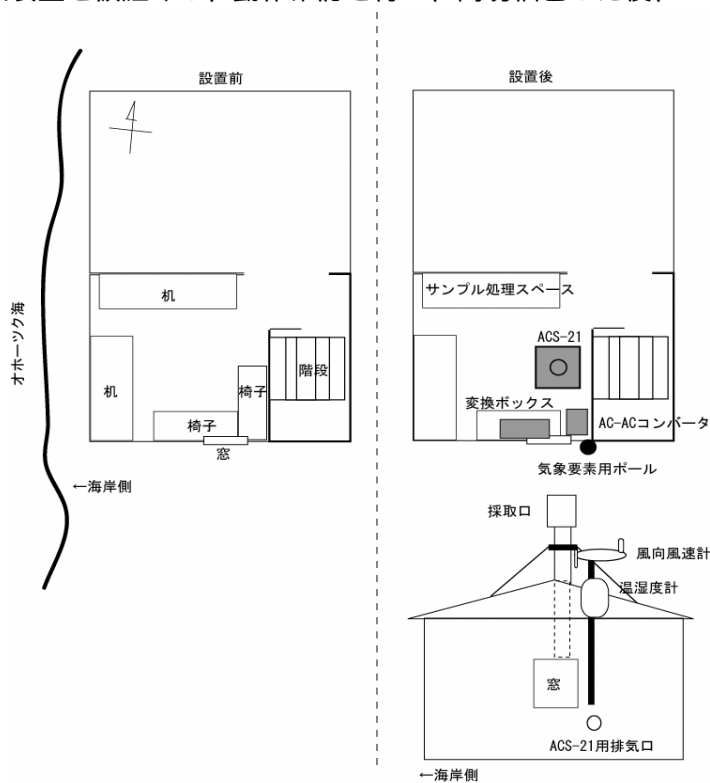 設置前
4
机
机
椅子
椅子
階段
窓
オホーツク海
←海岸側
設置後
サンプル処理スペース
ACS-21
変換ボックス
AC-ACコンバータ
気象要素用ポール
採取口
風向風速計
温湿度計
窓
ACS-21用排気口
←海岸側